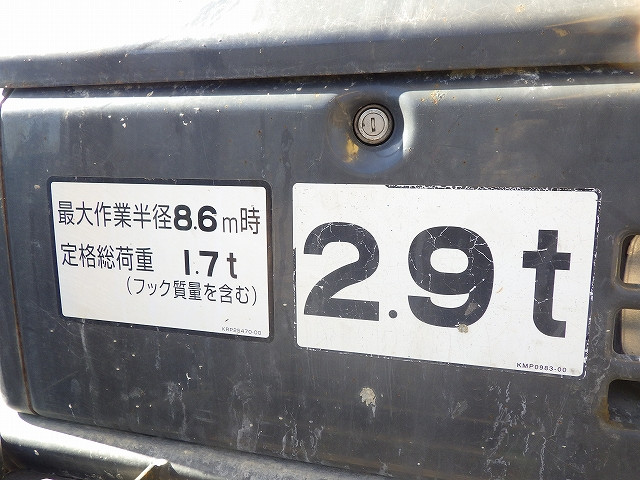 最大作業半径8.6m時
定格総荷重 1.7t
(フック質量を含む)
KRP25470-00
2.9t
KMP0983-00